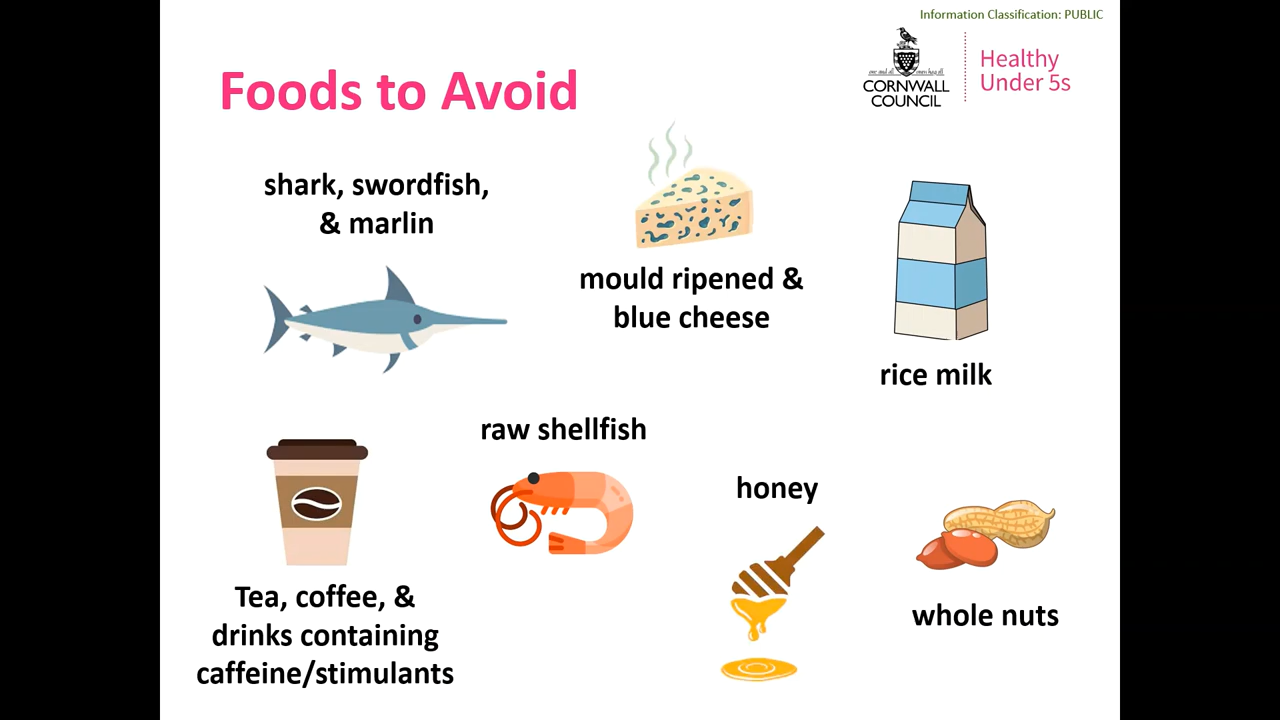 Information Classification: PUBLIC
CORNWALL
COUNCIL
Healthy
Under 5s
Foods to Avoid
shark, swordfish,
& marlin
mould ripened &
blue cheese
rice milk
raw shellfish
honey
Tea, coffee, &
drinks containing
caffeine/stimulants
whole nuts